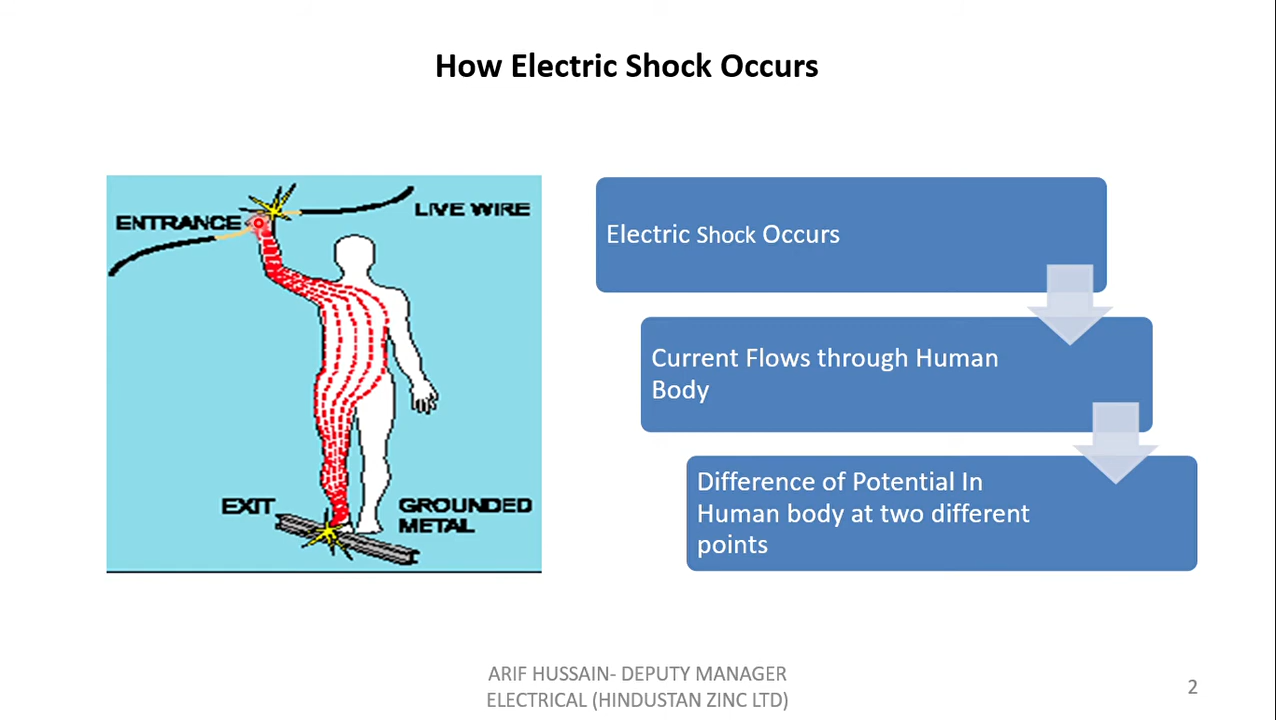 How Electric Shock Occurs
ENTRANCE
LIVE WIRE
EXIT
GROUNDED
METAL
Electric Shock Occurs
Current Flows through Human
Body
Difference of Potential In
Human body at two different
points
ARIF HUSSAIN- DEPUTY MANAGER
ELECTRICAL (HINDUSTAN ZINC LTD)
2